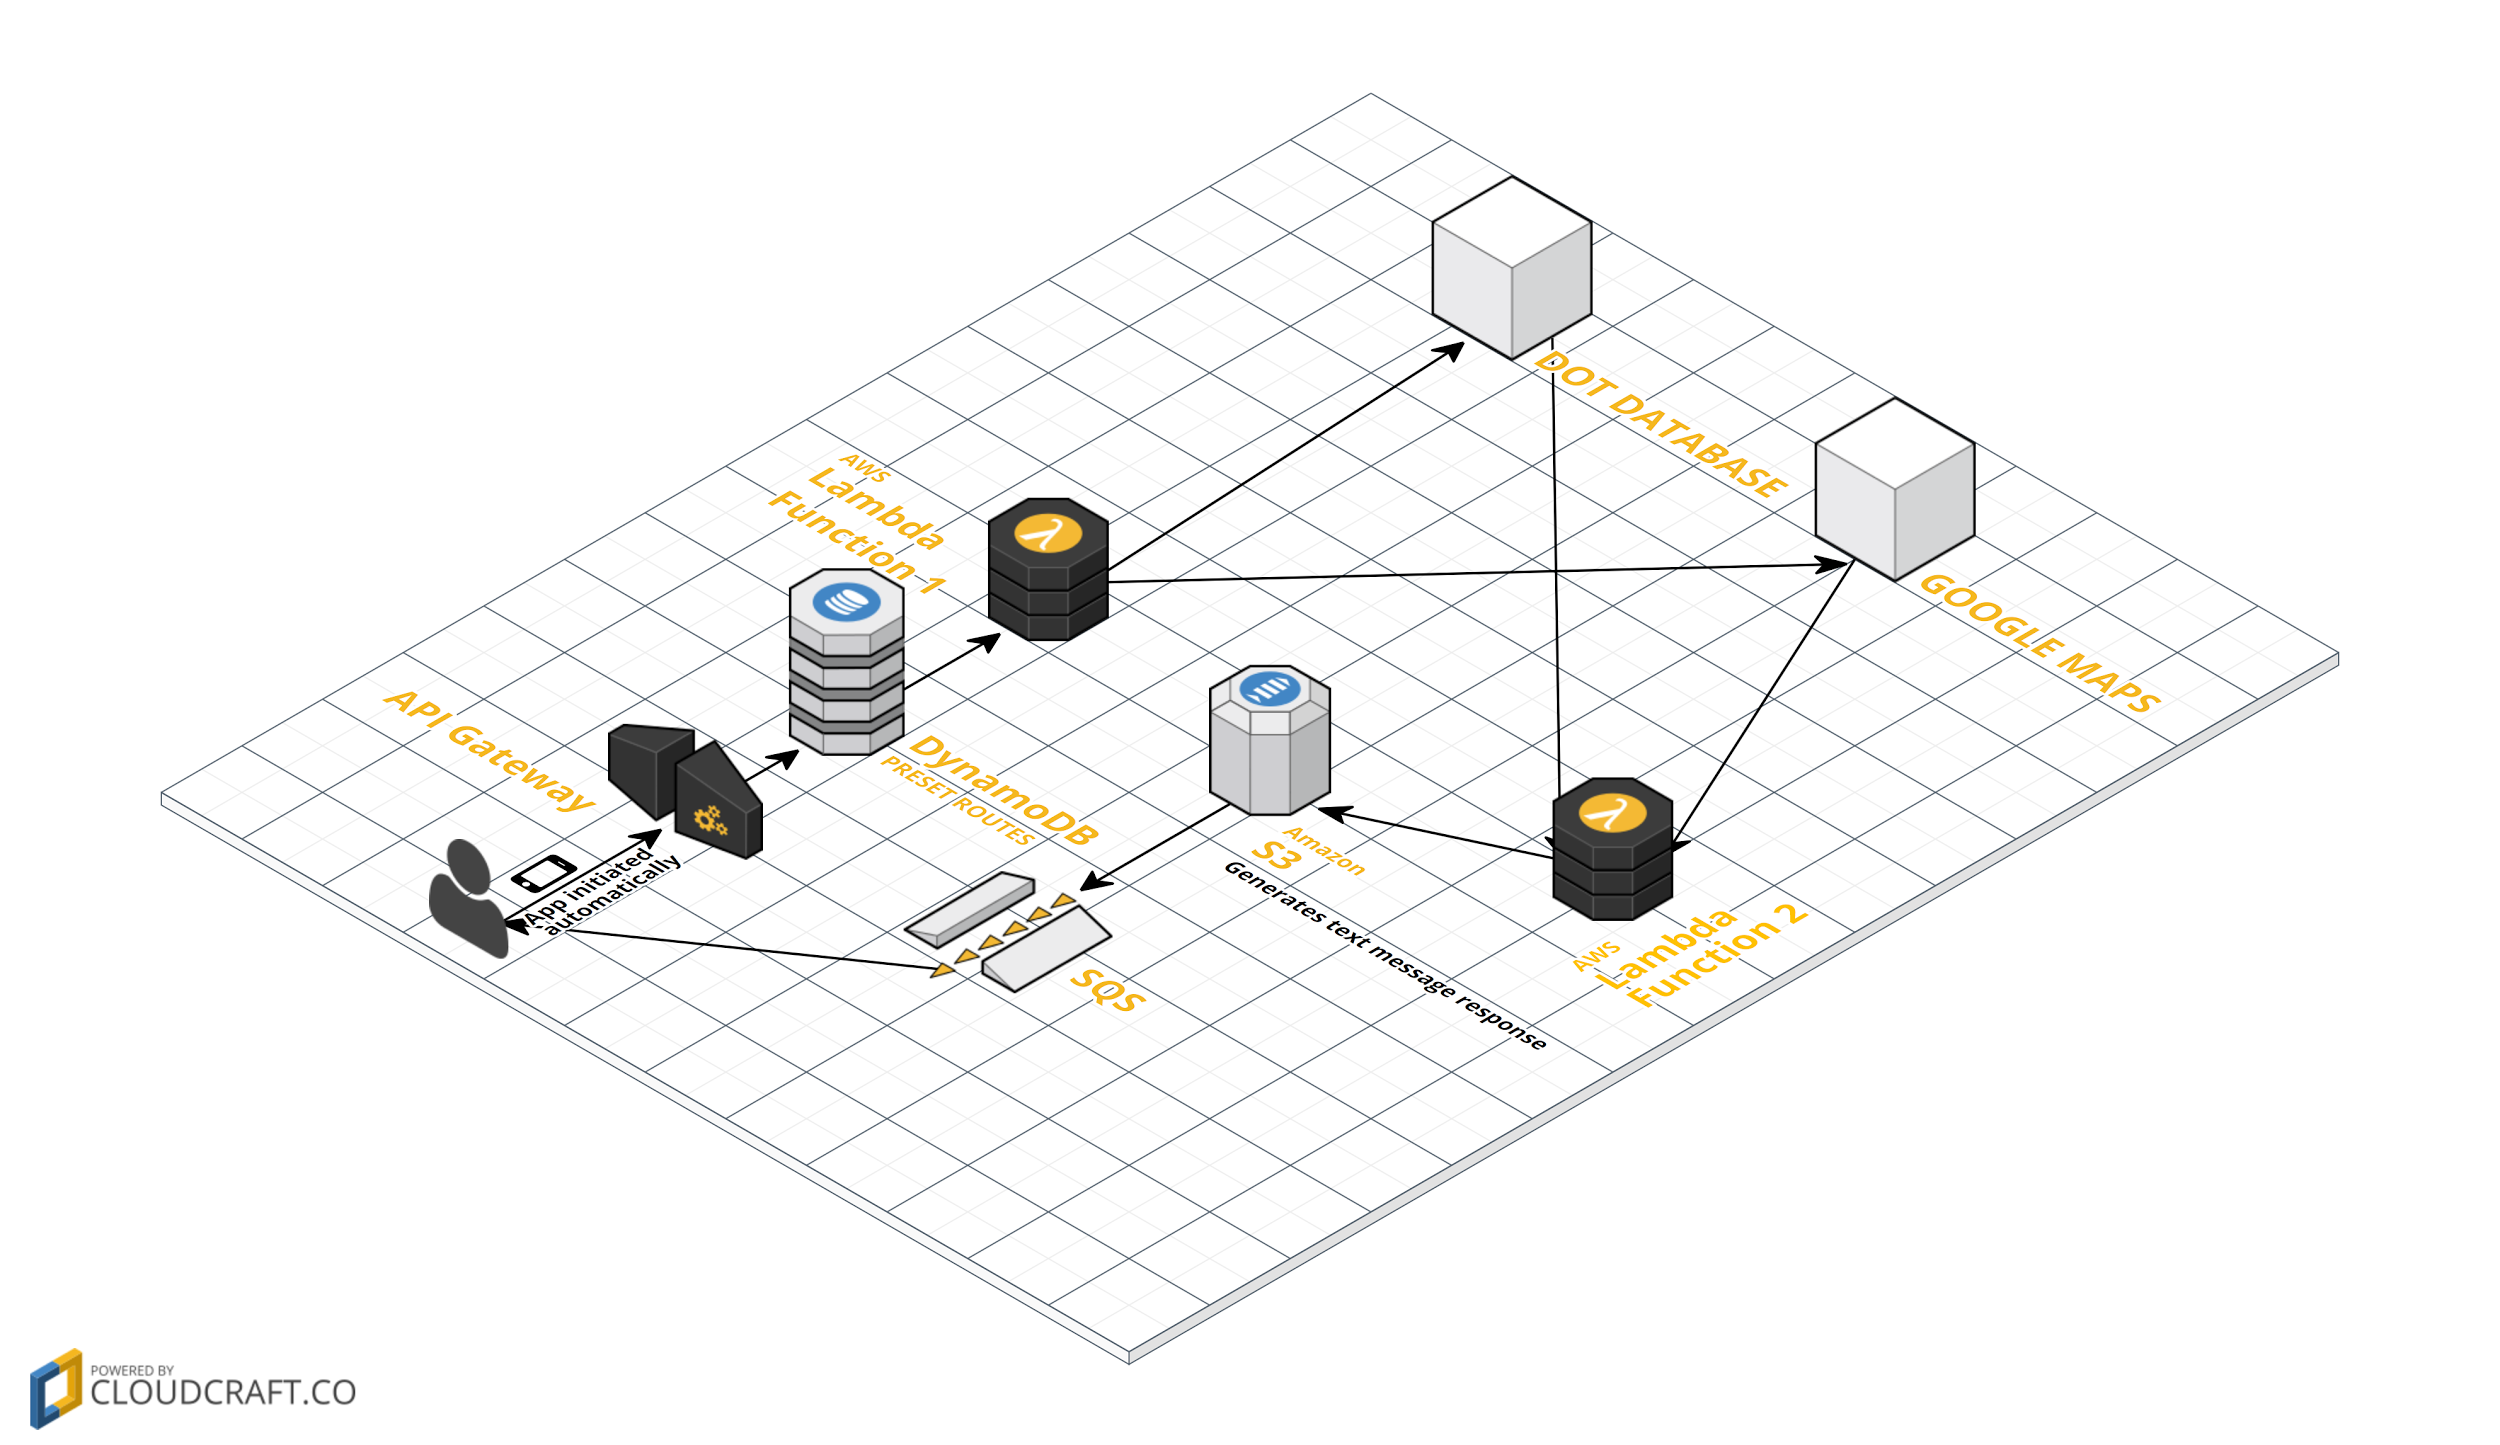 DOT DATABASE
AWS
Lambda
Function 1
GOOGLE MAPS
API Gateway
DynamoDB
PRESET ROUTES
App initiated
automatically
Amazon
S3
Generates text message response
AWS
Lambda
Function 2
SQS
POWERED BY
CLOUDCRAFT.CO